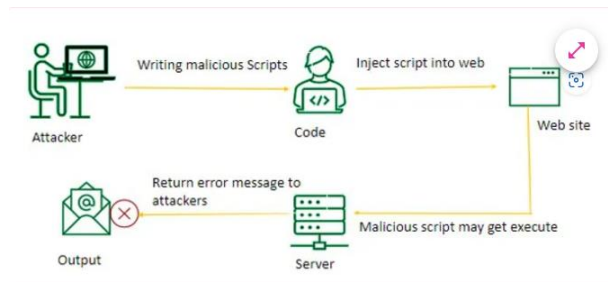 Writing malicious Scripts
Inject script into web
Attacker
</>
Code
Web site
Return error message to
attackers
@
Malicious script may get execute
Output
Server